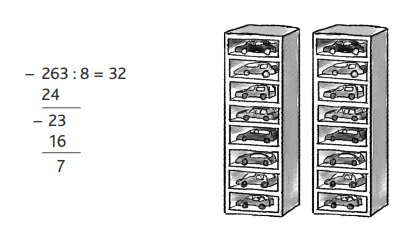 – 263 : 8 = 32
24
– 23
16
7